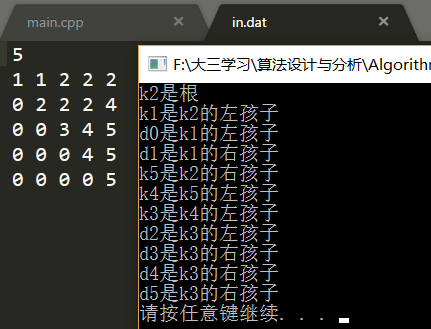 main.cpp × in.dat ×
5
1 1 2 2 2
0 2 2 2 4
0 0 3 4 5
0 0 0 4 5
0 0 0 0 5
F:\大三学习\算法设计与分析\Algorithm
k2是根
k1是k2的左孩子
d0是k1的左孩子
d1是k1的右孩子
k5是k2的右孩子
k4是k5的左孩子
k3是k4的左孩子
d2是k3的左孩子
d3是k3的右孩子
d4是k3的右孩子
d5是k3的右孩子
请按任意键继续. . .